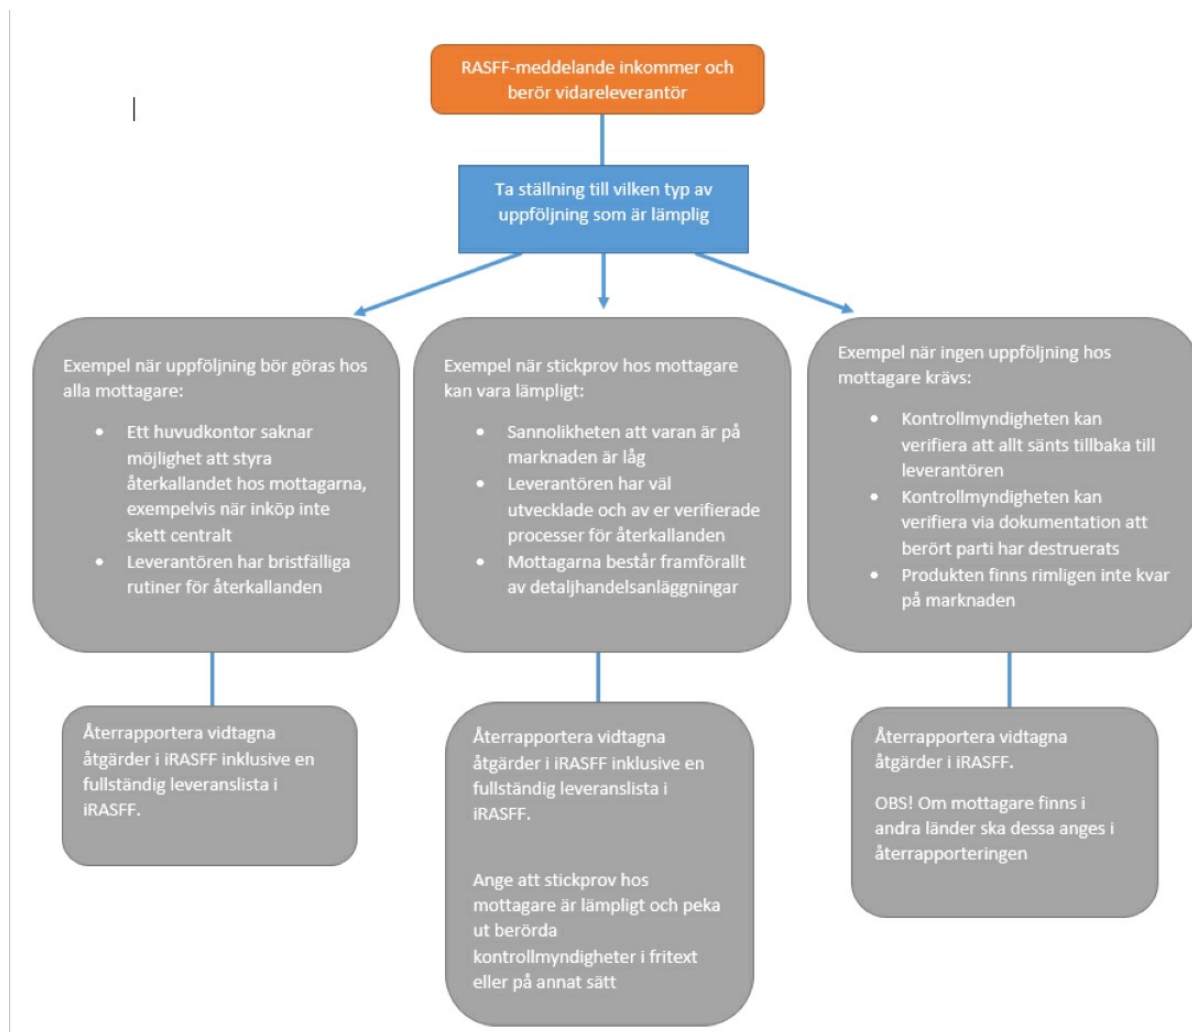 RASFF-meddelande inkommer och
berör vidareleverantör
Ta ställning till vilken typ av
uppföljning som är lämplig
Exempel när uppföljning bör göras hos
alla mottagare:
• Ett huvudkontor saknar
möjlighet att styra
återkallandet hos mottagarna,
exempelvis när inköp inte
skett centralt
• Leverantören har bristfälliga
rutiner för återkallanden
Exempel när stickprov hos mottagare
kan vara lämpligt:
• Sannolikheten att varan är på
marknaden är låg
• Leverantören har väl
utvecklade och av er verifierade
processer för återkallanden
• Mottagarna består framförallt
av detaljhandelsanläggningar
Exempel när ingen uppföljning hos
mottagare krävs:
• Kontrollmyndigheten kan
verifiera att allt sänts tillbaka till
leverantören
• Kontrollmyndigheten kan
verifiera via dokumentation att
berört parti har destruerats
• Produkten finns rimligen inte kvar
på marknaden
Återrapportera vidtagna
åtgärder i iRASFF inklusive en
fullständig leveranslista i
iRASFF.
Återrapportera vidtagna
åtgärder i iRASFF inklusive en
fullständig leveranslista i
iRASFF.
Ange att stickprov hos
mottagare är lämpligt och peka
ut berörda
kontrollmyndigheter i fritext
eller på annat sätt
Återrapportera vidtagna
åtgärder i iRASFF.
OBS! Om mottagare finns i
andra länder ska dessa anges i
återrapporteringen